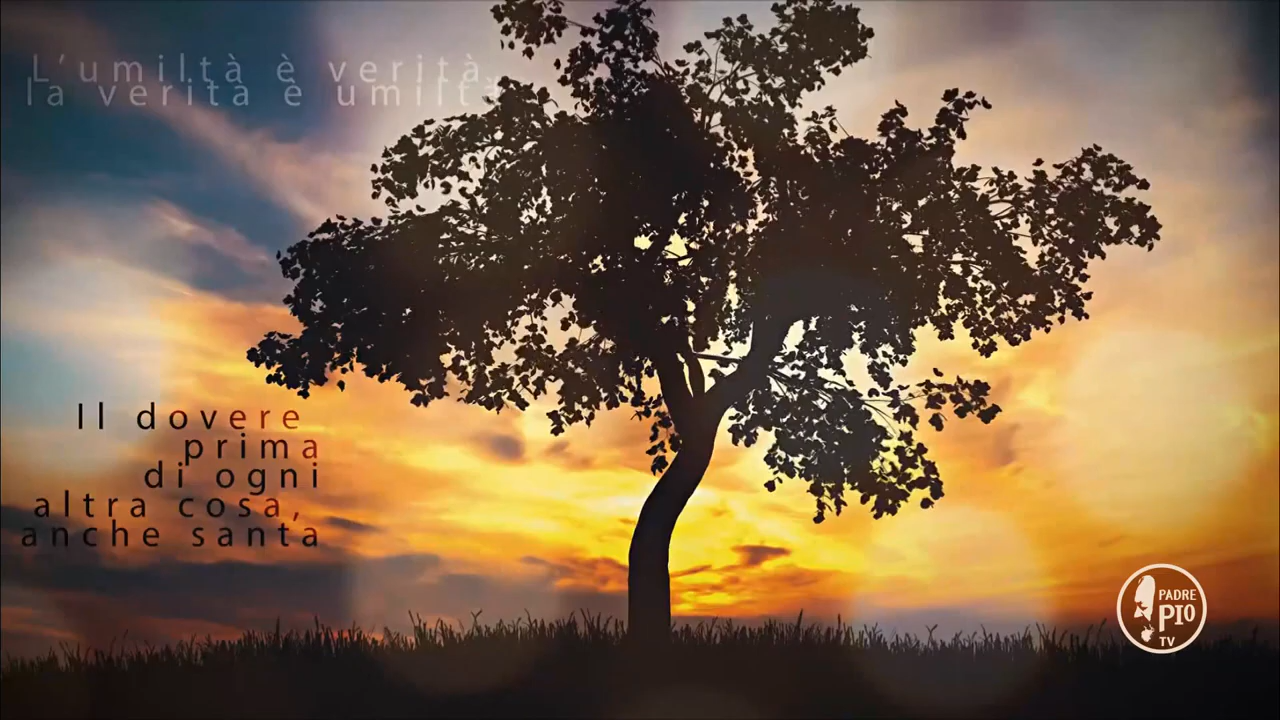 L'umiltà è verità,
la verità è umiltà
Il dovere
prima
di ogni
altra cosa,
anche santa
PADRE
PIO
TV